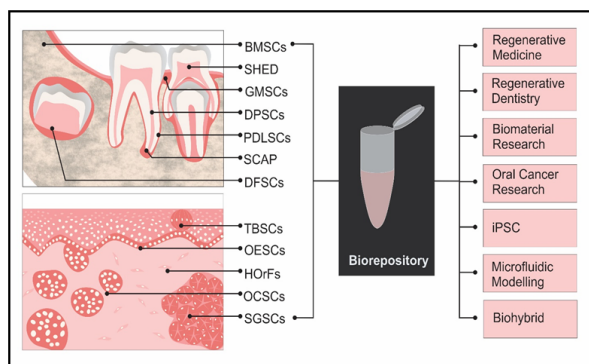 BMSCs
SHED
GMSCs
DPSCs
PDLSCs
SCAP
DFSCs
TBSCs
OESCs
HOrFs
OCSCs
SGSCs
Biorepository
Regenerative
Medicine
Regenerative
Dentistry
Biomaterial
Research
Oral Cancer
Research
iPSC
Microfluidic
Modelling
Biohybrid